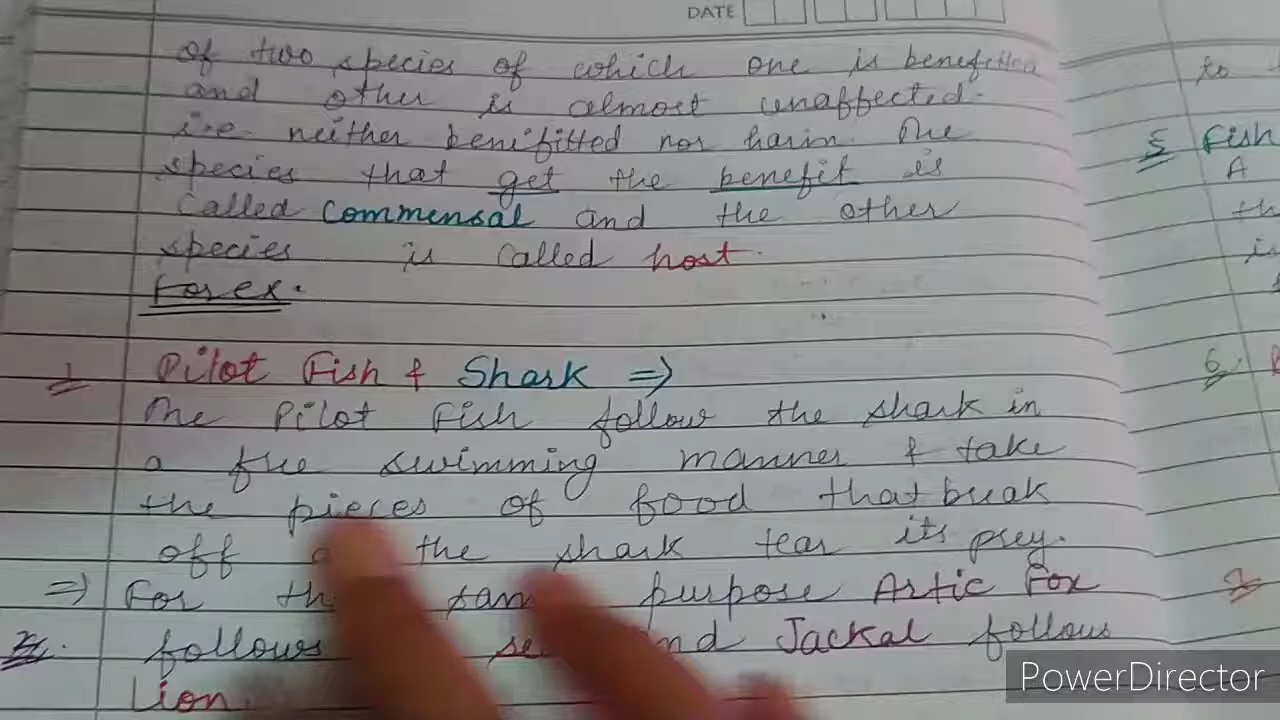 DATE
of two species of which one is benefitted
and other is almost unaffected.
i.e. neither benifitted nor harm. The
species that get the benefit is
called commensal and the other
species is called host.
For ex.
1 Pilot Fish & Shark ⇒
The Pilot Fish follow the shark in
a free swimming manner & take
the pieces of food that break
off the shark tear its prey.
⇒ For purpose Artic Fox
2. follows and Jackal follows
Lion.
to
5 Fish
A
th
6.
7
PowerDirector